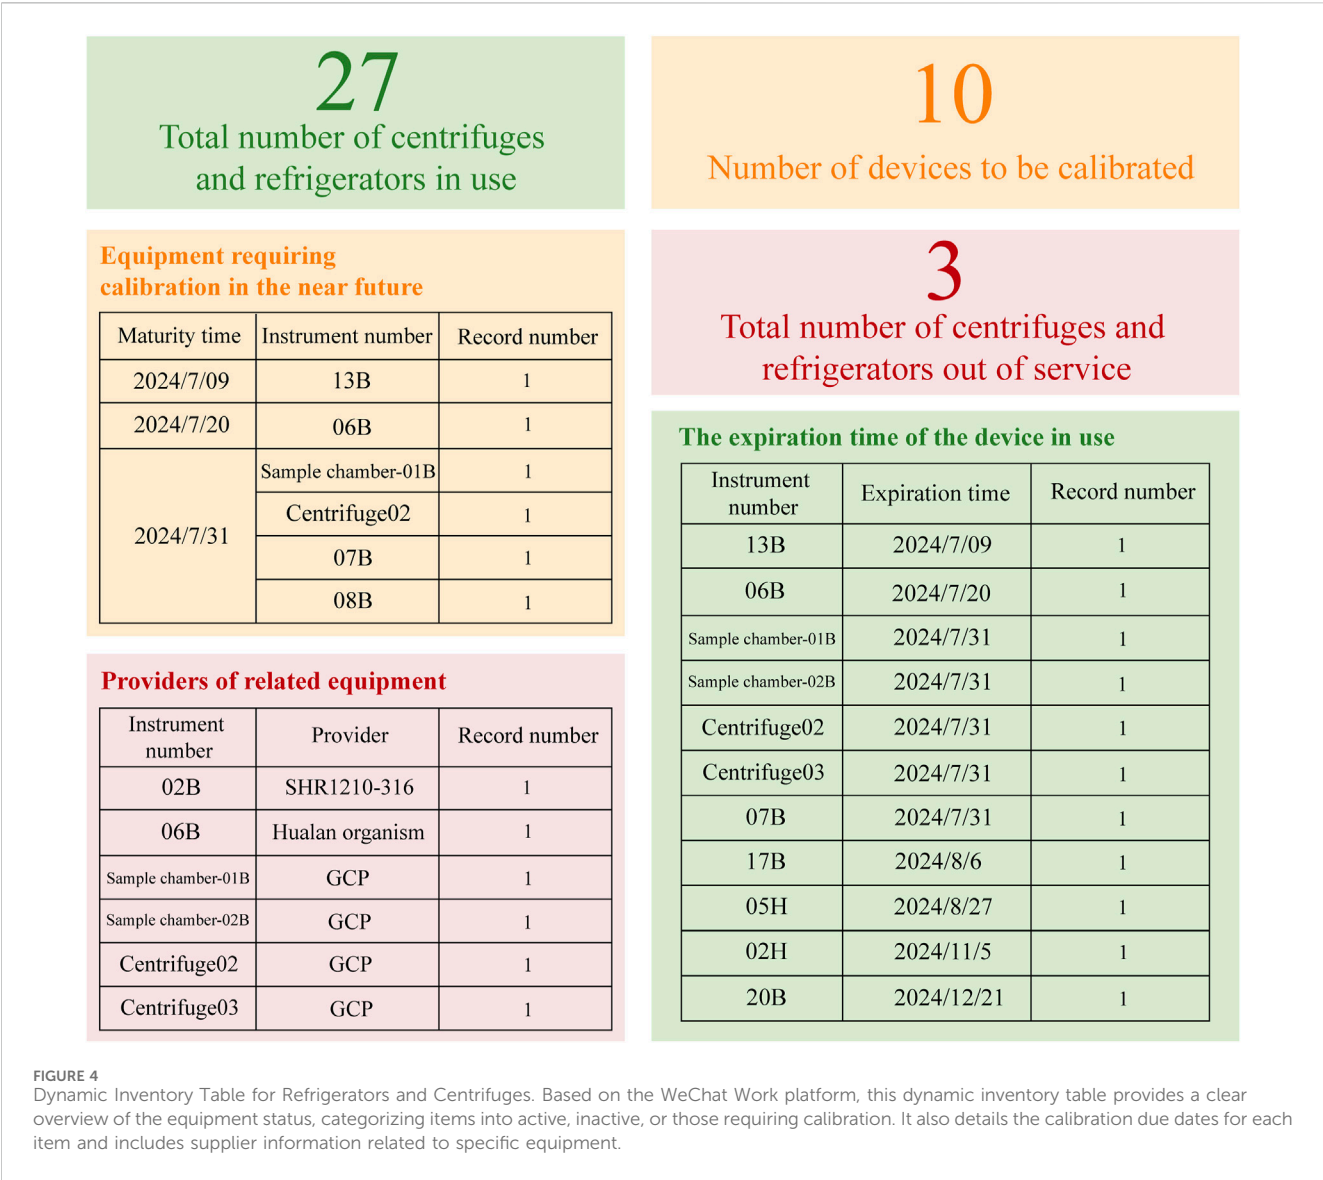 27
Total number of centrifuges
and refrigerators in use
10
Number of devices to be calibrated
Equipment requiring
calibration in the near future
Maturity time Instrument number Record number
2024/7/09 13B 1
2024/7/20 06B 1
2024/7/31 Sample chamber-01B 1
Centrifuge02 1
07B 1
08B 1
Providers of related equipment
Instrument
number Provider Record number
02B SHR1210-316 1
06B Hualan organism 1
Sample chamber-01B GCP 1
Sample chamber-02B GCP 1
Centrifuge02 GCP 1
Centrifuge03 GCP 1
3
Total number of centrifuges and
refrigerators out of service
The expiration time of the device in use
Instrument
number Expiration time Record number
13B 2024/7/09 1
06B 2024/7/20 1
Sample chamber-01B 2024/7/31 1
Sample chamber-02B 2024/7/31 1
Centrifuge02 2024/7/31 1
Centrifuge03 2024/7/31 1
07B 2024/7/31 1
17B 2024/8/6 1
05H 2024/8/27 1
02H 2024/11/5 1
20B 2024/12/21 1
FIGURE 4
Dynamic Inventory Table for Refrigerators and Centrifuges. Based on the WeChat Work platform, this dynamic inventory table provides a clear
overview of the equipment status, categorizing items into active, inactive, or those requiring calibration. It also details the calibration due dates for each
item and includes supplier information related to specific equipment.